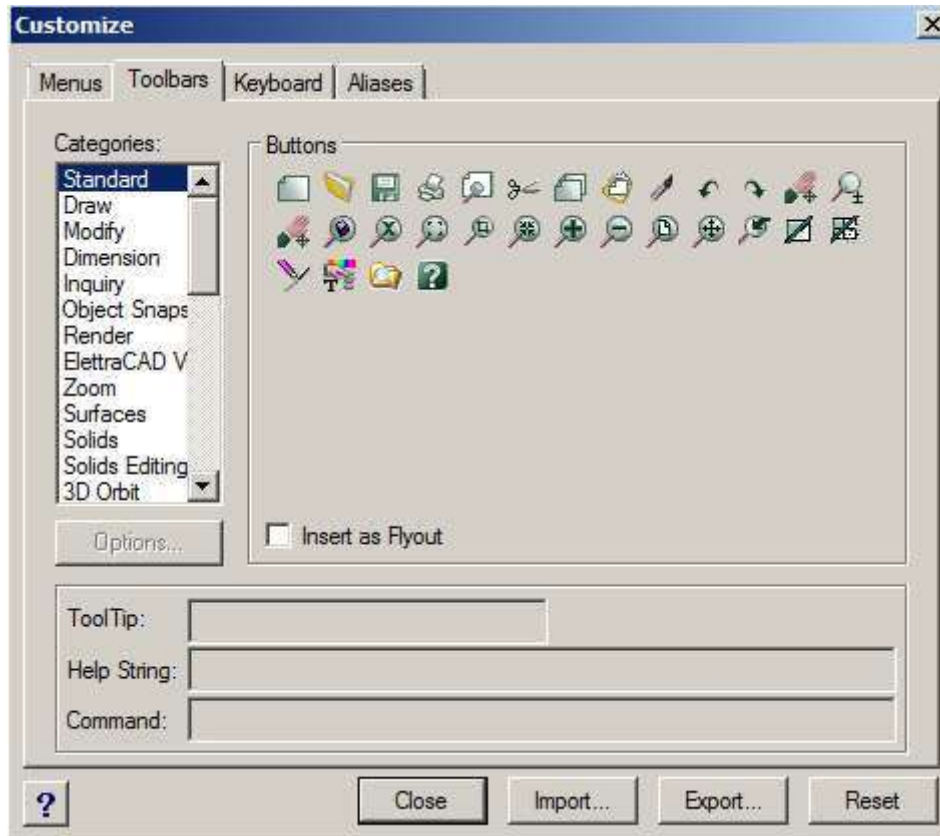 Customize
Menus Toolbars Keyboard Aliases
Categories:
Buttons
Standard
Draw
Modify
Dimension
Inquiry
Object Snaps
Render
ElettraCAD V
Zoom
Surfaces
Solids
Solids Editing
3D Orbit
Options...
Insert as Flyout
ToolTip:
Help String:
Command:
? Close Import... Export... Reset